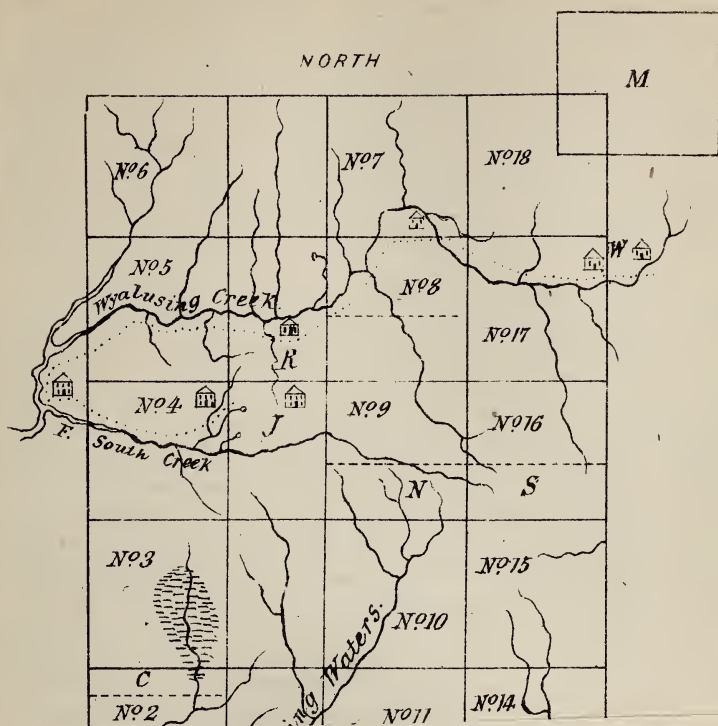 NORTH
M
No6
No7
No18
No5
W
Wyalusing Creek
No8
R
No17
No4
J
No9
No16
F.
South Creek
N
S
No3
No15
No10
C
ing Waters.
No2
No11
No14